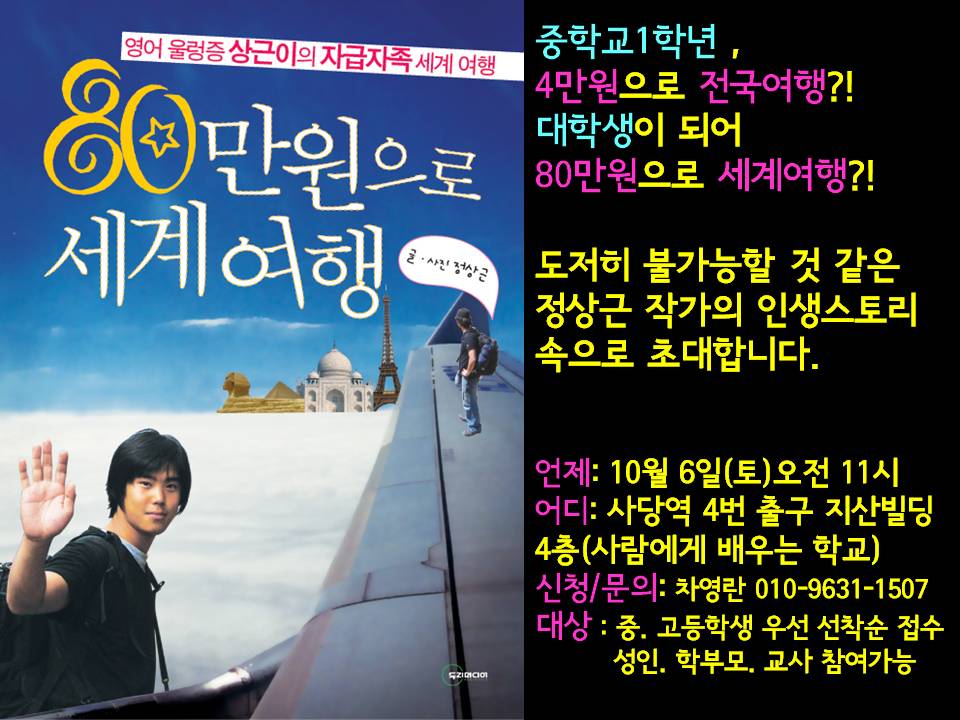 영어 울렁증 상근이의 자급자족 세계 여행
80만원으로
세계 여행
글·사진 정상근
두리미디어
중학교1학년 ,
4만원으로 전국여행?!
대학생이 되어
80만원으로 세계여행?!
도저히 불가능할 것 같은
정상근 작가의 인생스토리
속으로 초대합니다.
언제: 10월 6일(토)오전 11시
어디: 사당역 4번 출구 지산빌딩
4층(사람에게 배우는 학교)
신청/문의: 차영란 010-9631-1507
대상 : 중. 고등학생 우선 선착순 접수
성인. 학부모. 교사 참여가능